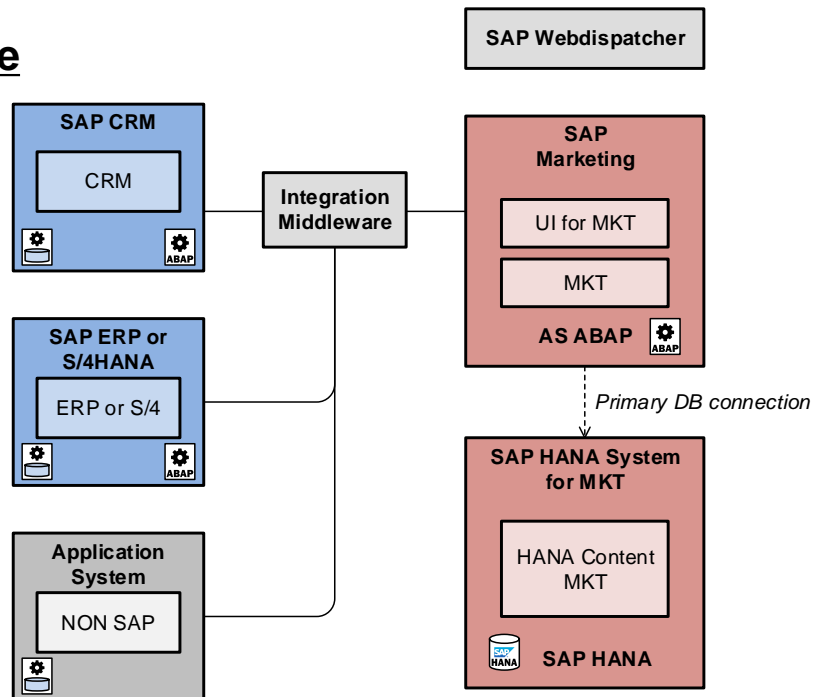 e
SAP Webdispatcher
SAP CRM
CRM
ABAP
Integration
Middleware
SAP
Marketing
UI for MKT
MKT
AS ABAP
ABAP
SAP ERP or
S/4HANA
ERP or S/4
ABAP
Primary DB connection
SAP HANA System
for MKT
HANA Content
MKT
SAP
HANA
SAP HANA
Application
System
NON SAP